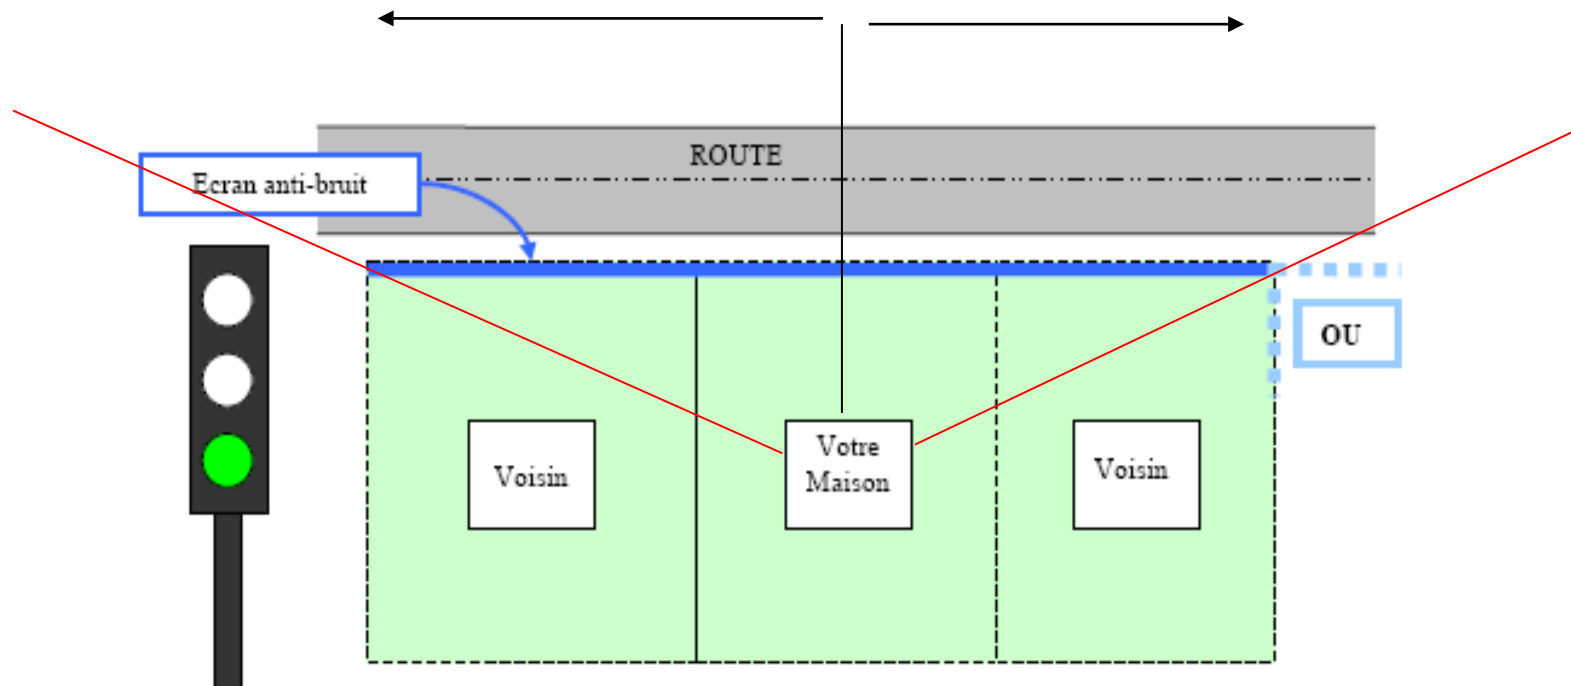 ROUTE
Ecran anti-bruit
OU
Votre
Maison
Voisin
Voisin